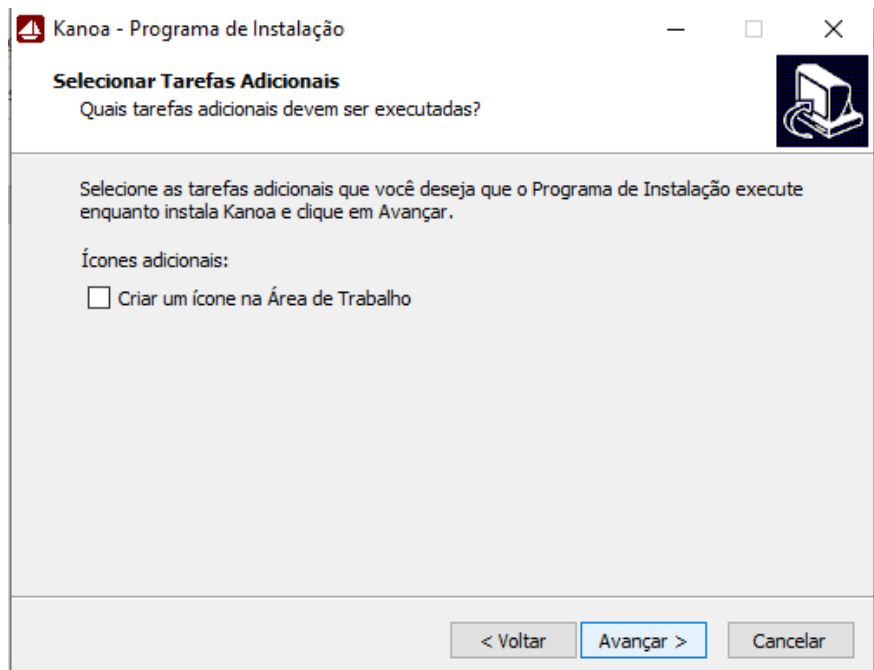 Kanoa - Programa de Instalação
Selecionar Tarefas Adicionais
Quais tarefas adicionais devem ser executadas?
Selecione as tarefas adicionais que você deseja que o Programa de Instalação execute
enquanto instala Kanoa e clique em Avançar.
Ícones adicionais:
Criar um ícone na Área de Trabalho
< Voltar
Avançar >
Cancelar